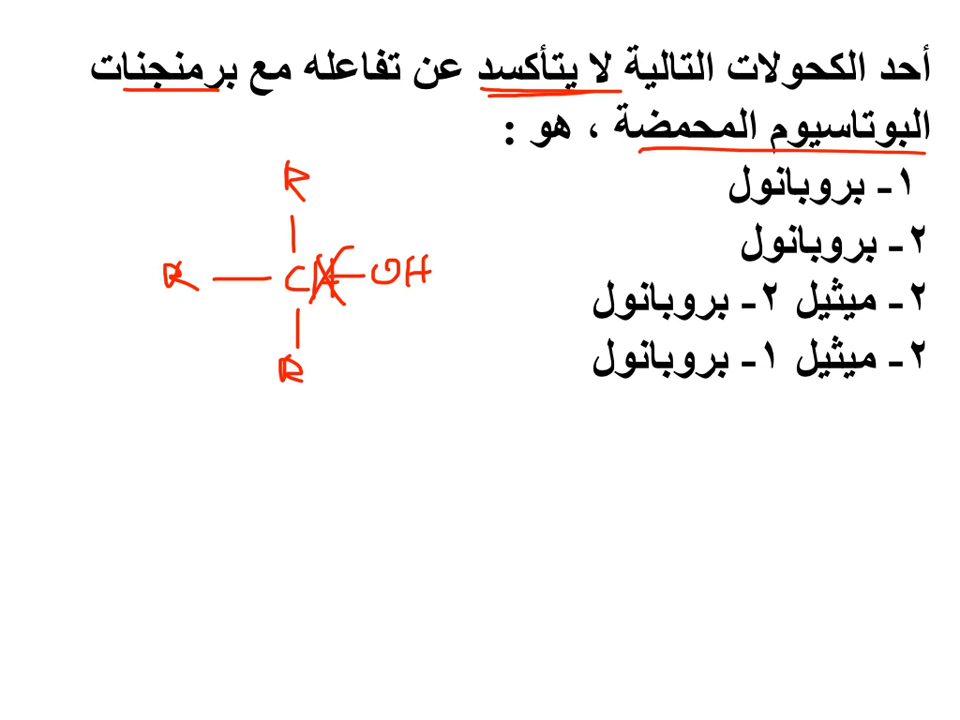 أحد الكحولات التالية لا يتأكسد عن تفاعله مع برمنجنات
البوتاسيوم المحمضة ، هو :
١- بروبانول
٢- بروبانول
٢- ميثيل ٢- بروبانول
٢- ميثيل ١- بروبانول
R
R — C — OH
R